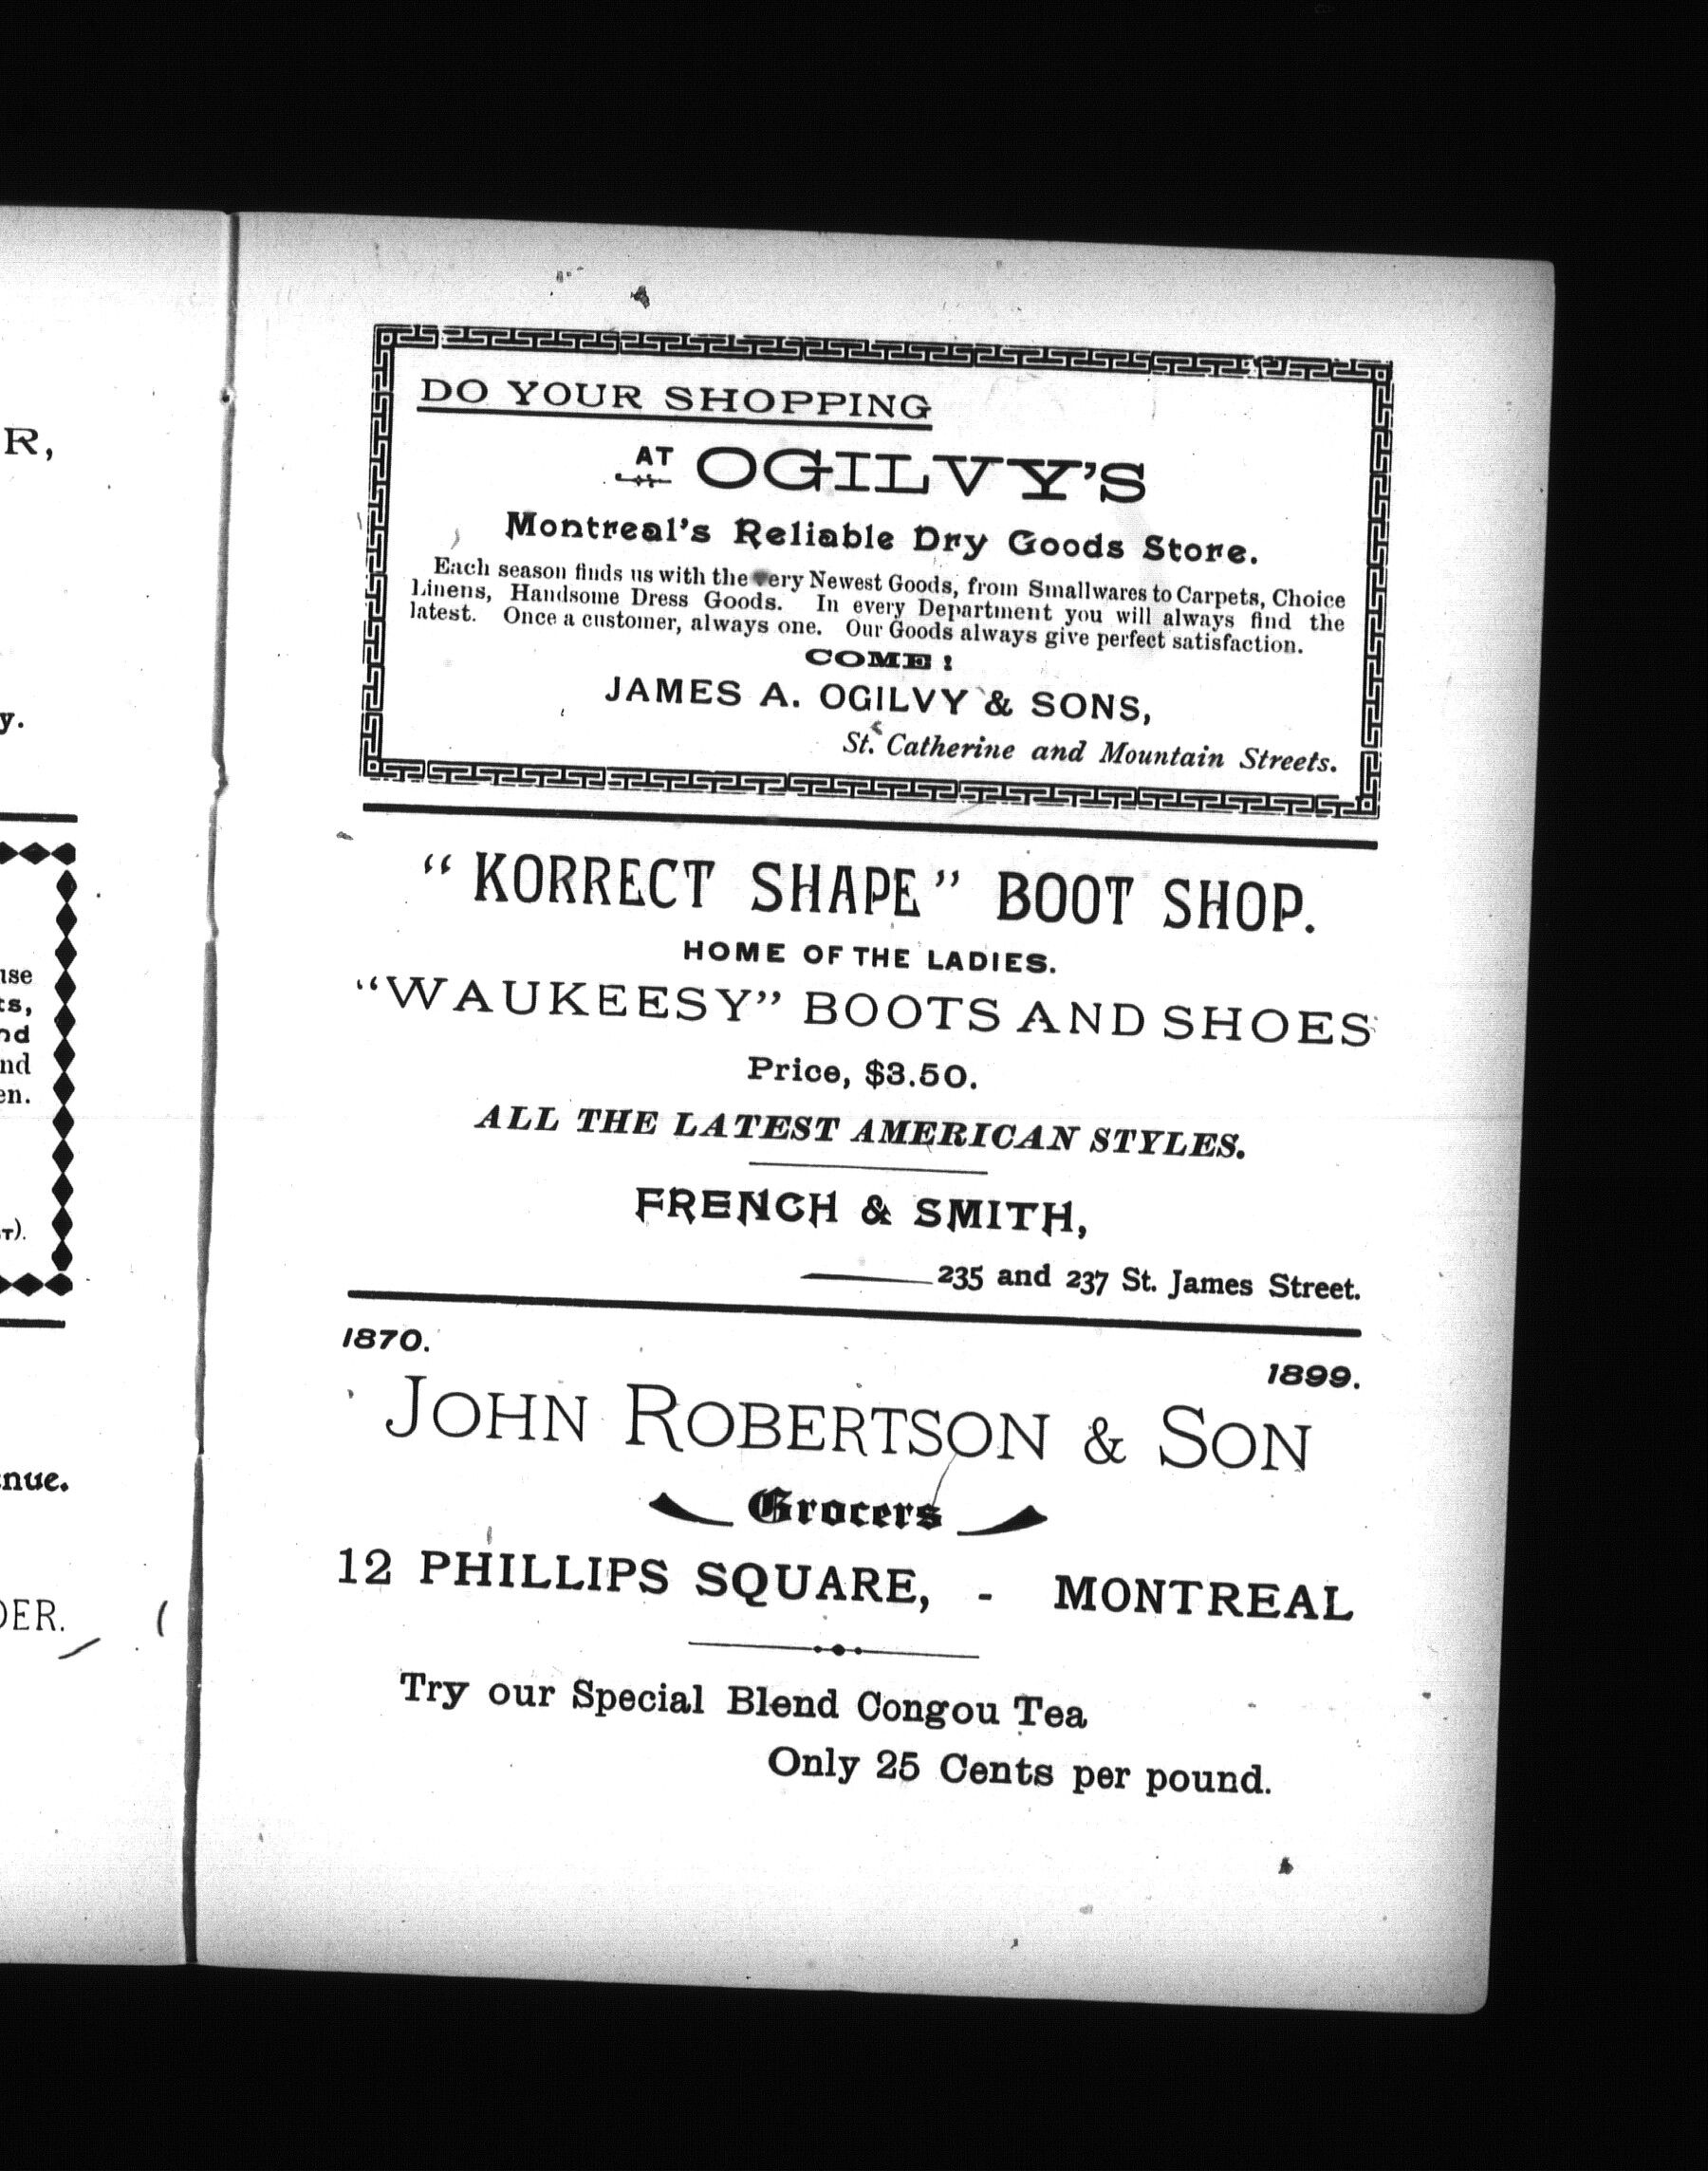 R,
y.
ts,
nd
nd
en.
T).
nue.
DER.
DO YOUR SHOPPING
AT OGILVY'S
Montreal's Reliable Dry Goods Store.
Each season finds us with the very Newest Goods, from Smallwares to Carpets, Choice
Linens, Handsome Dress Goods. In every Department you will always find the
latest. Once a customer, always one. Our Goods always give perfect satisfaction.
COME!
JAMES A. OGILVY & SONS,
St. Catherine and Mountain Streets.
"KORRECT SHAPE" BOOT SHOP.
HOME OF THE LADIES.
"WAUKEESY" BOOTS AND SHOES
Price, $3.50.
ALL THE LATEST AMERICAN STYLES.
FRENCH & SMITH,
235 and 237 St. James Street.
1870.
1899.
JOHN ROBERTSON & SON
Grocers
12 PHILLIPS SQUARE, - MONTREAL
Try our Special Blend Congou Tea
Only 25 Cents per pound.